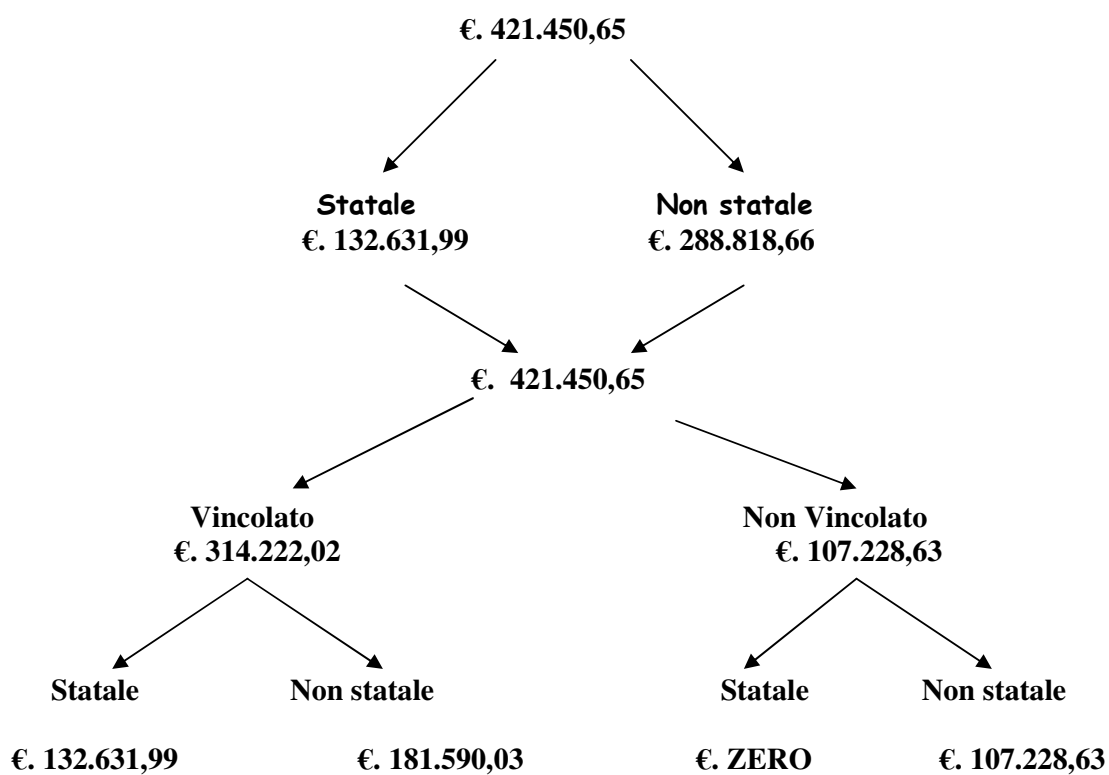 €. 421.450,65
Statale Non statale
€. 132.631,99 €. 288.818,66
€. 421.450,65
Vincolato Non Vincolato
€. 314.222,02 €. 107.228,63
Statale Non statale Statale Non statale
€. 132.631,99 €. 181.590,03 €. ZERO €. 107.228,63